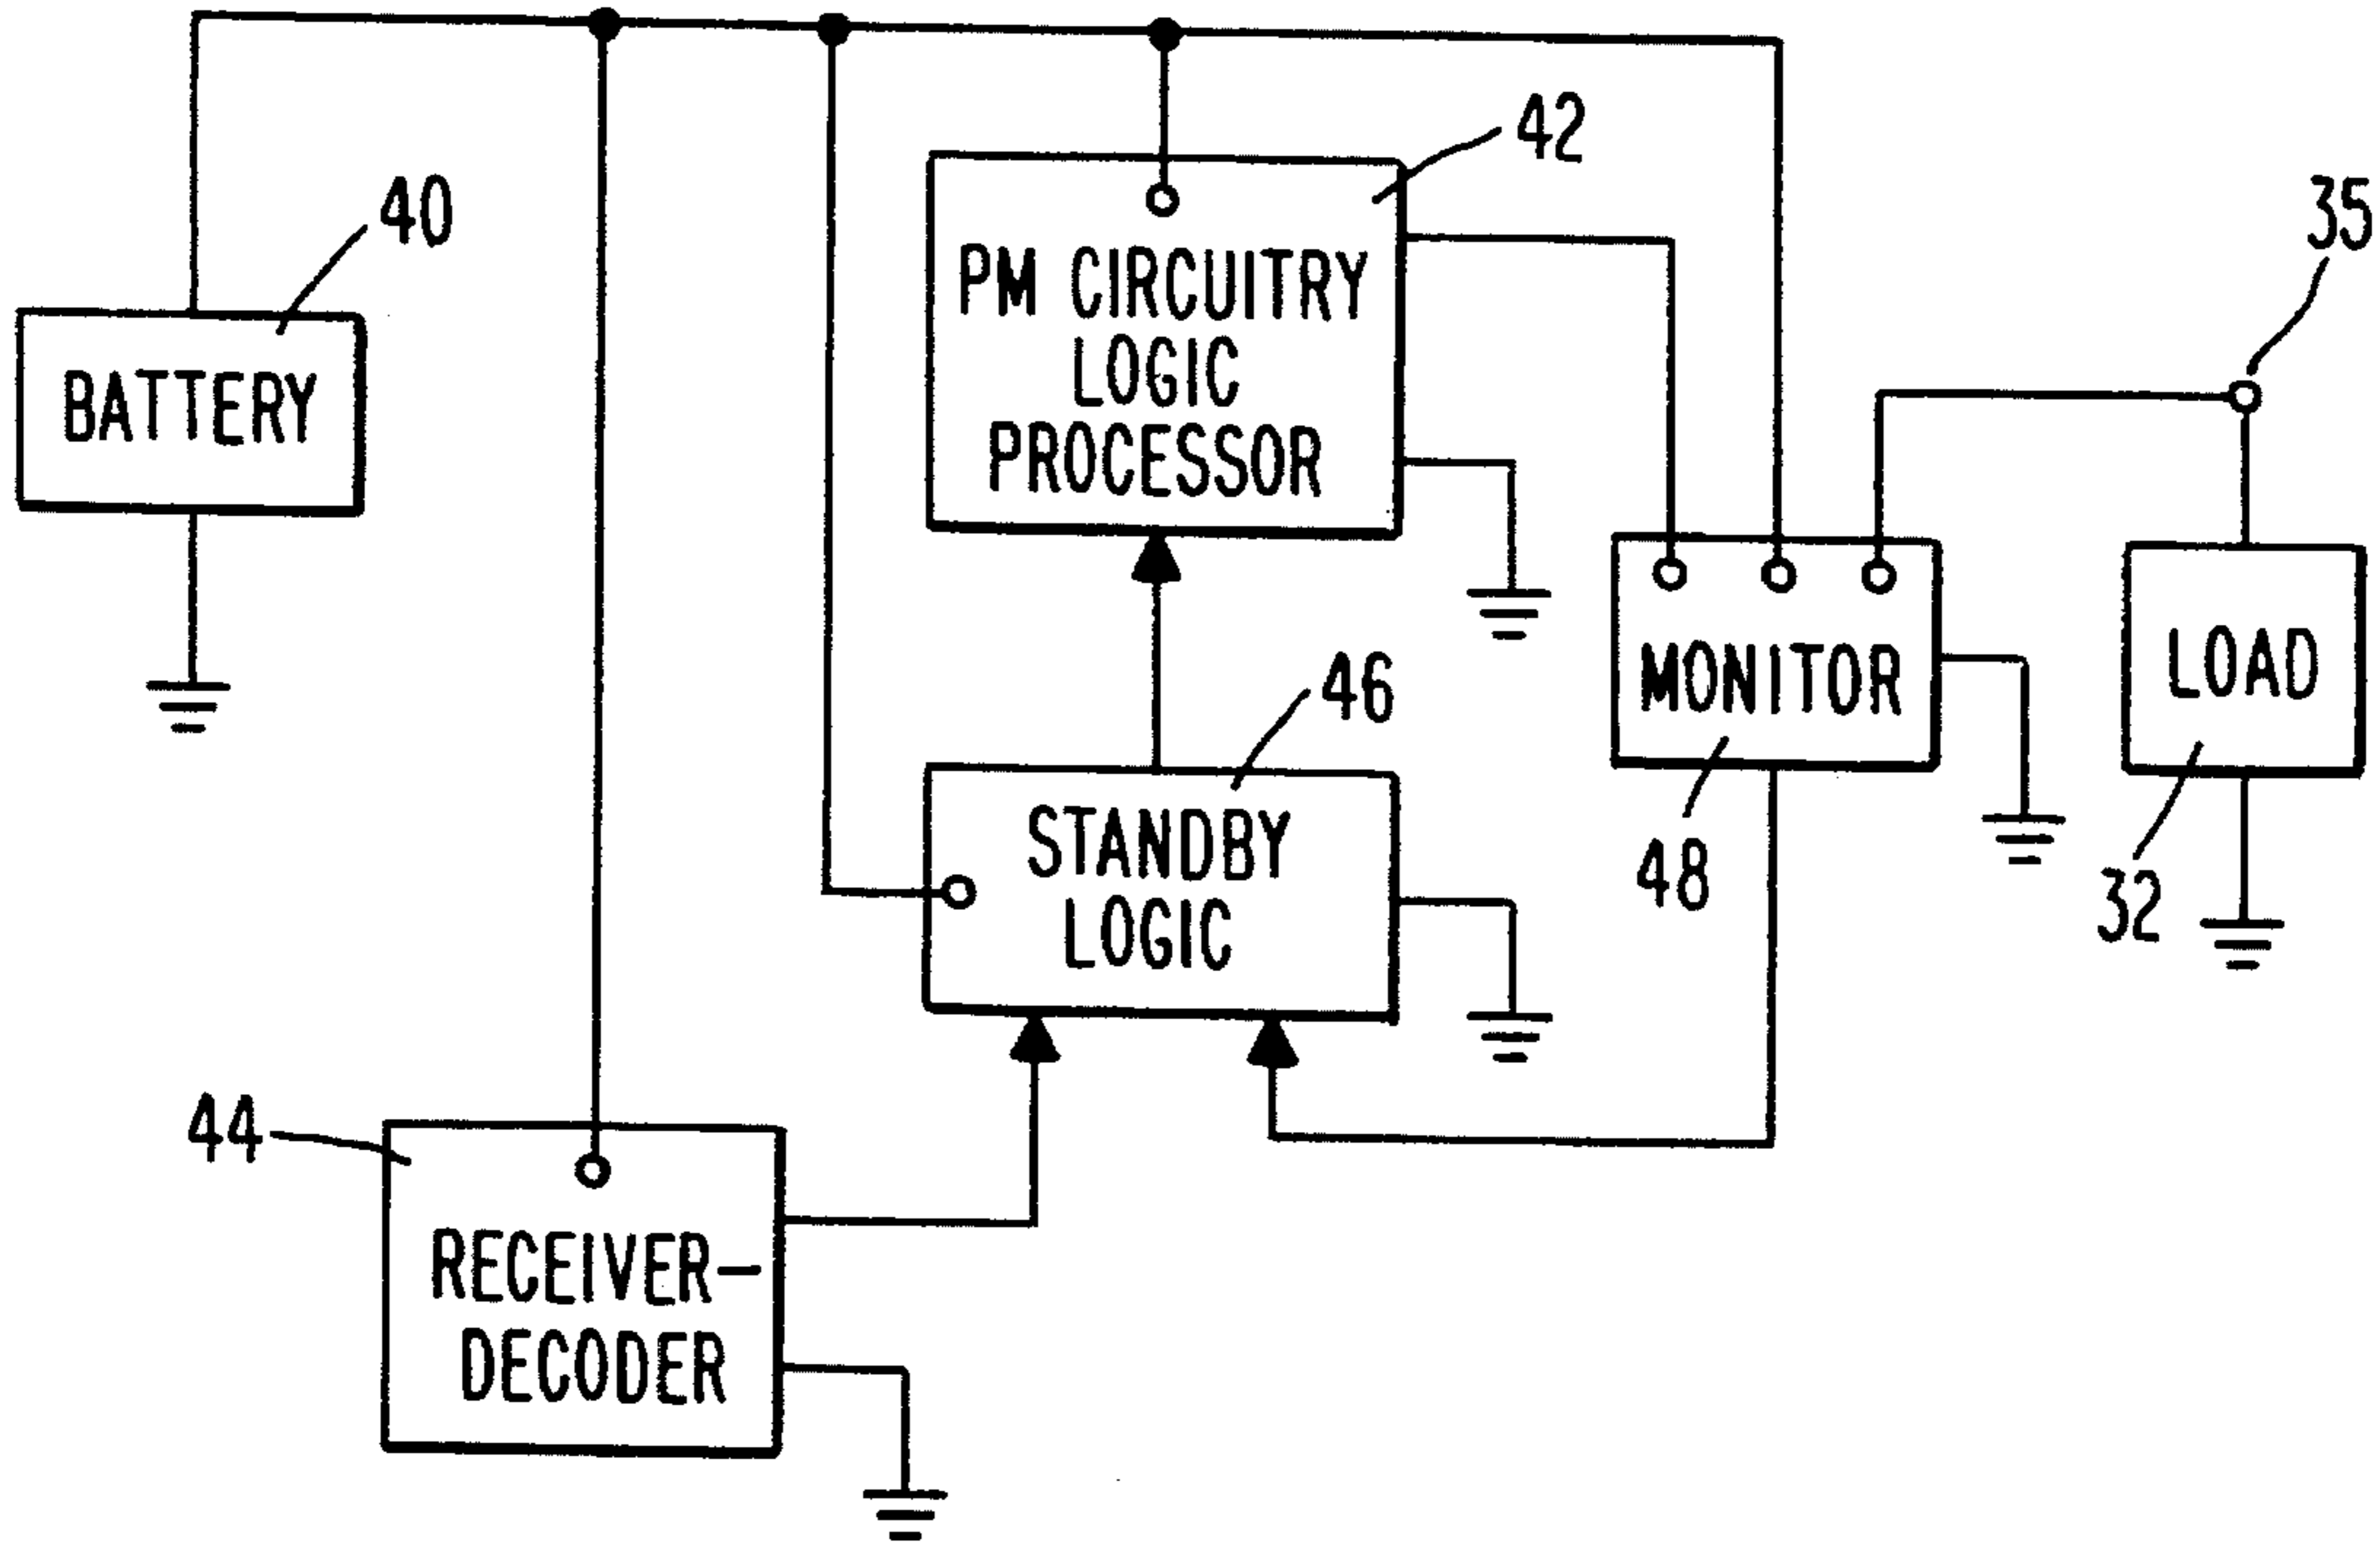 42
40
35
PM CIRCUITRY
LOGIC
PROCESSOR
BATTERY
46
MONITOR
LOAD
STANDBY
LOGIC
48
32
44
RECEIVER-
DECODER